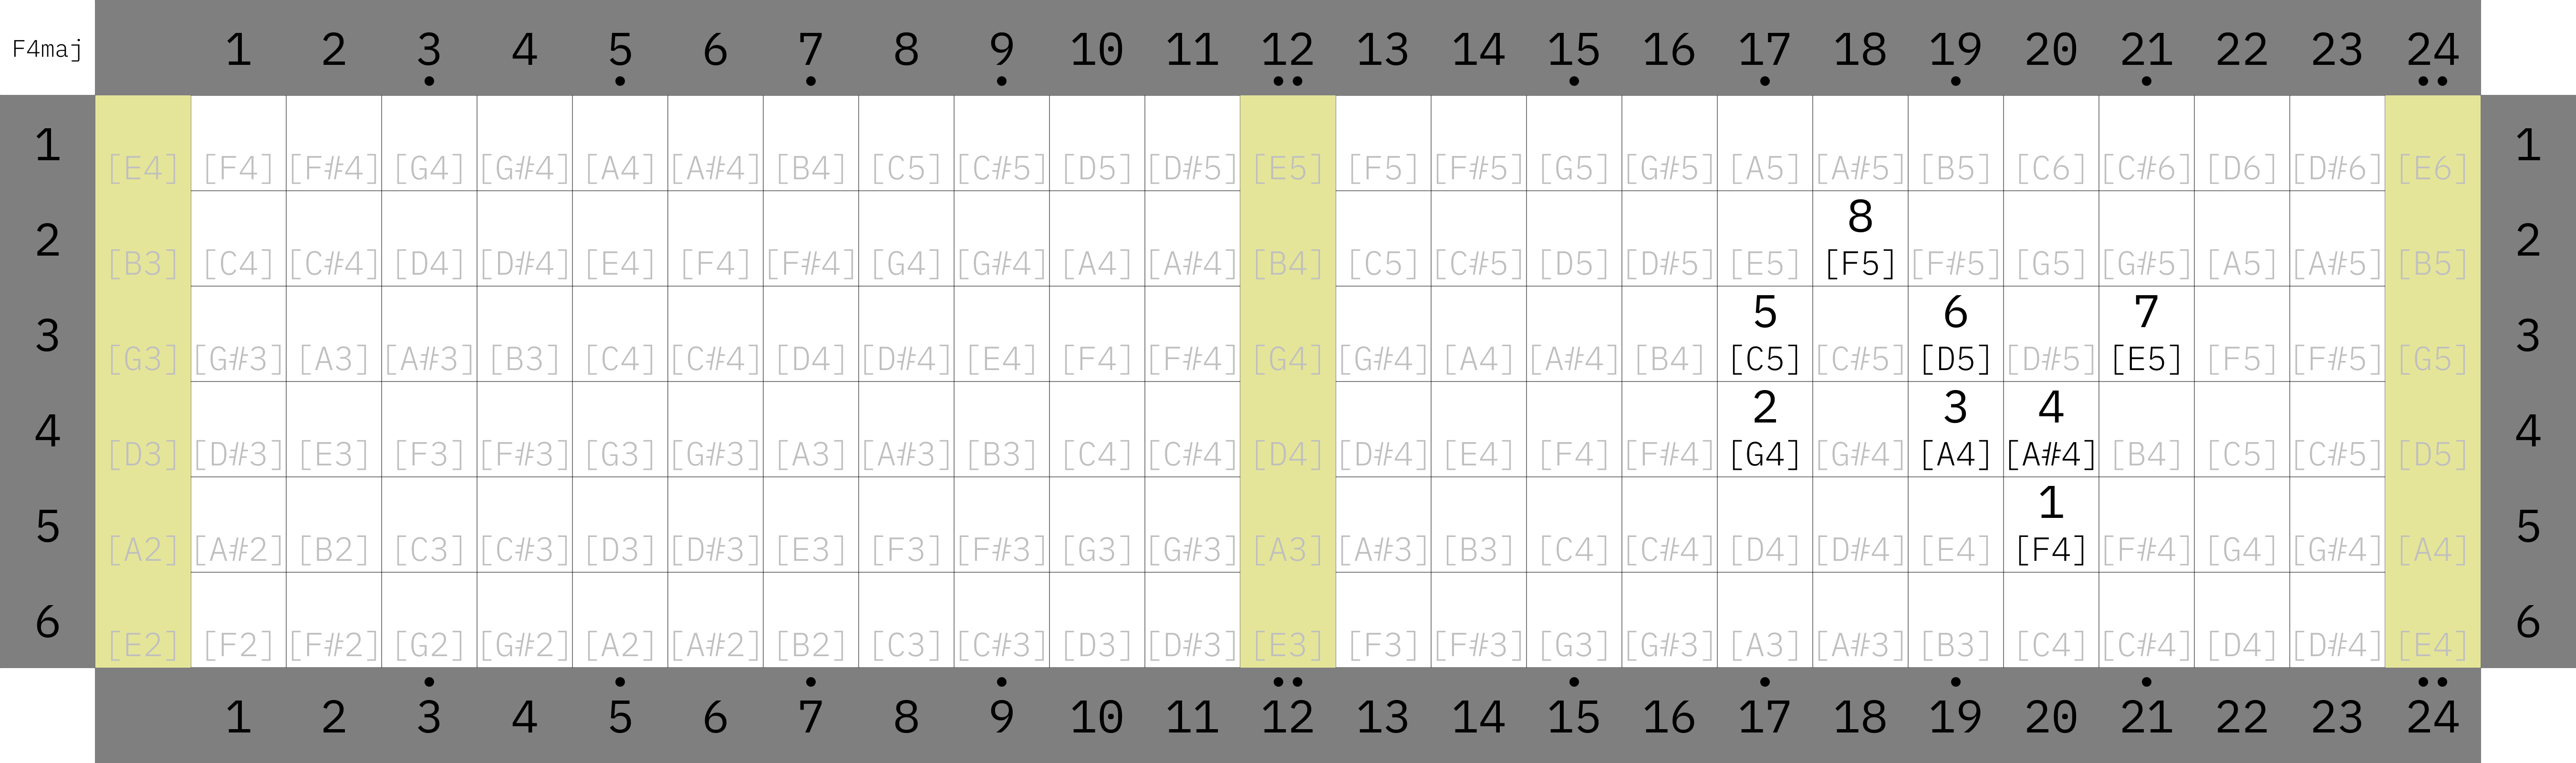 F4maj 1 2 3 4 5 6 7 8 9 10 11 12 13 14 15 16 17 18 19 20 21 22 23 24
1 [E4] [F4] [F#4] [G4] [G#4] [A4] [A#4] [B4] [C5] [C#5] [D5] [D#5] [E5] [F5] [F#5] [G5] [G#5] [A5] [A#5] [B5] [C6] [C#6] [D6] [D#6] [E6] 1
8
2 [B3] [C4] [C#4] [D4] [D#4] [E4] [F4] [F#4] [G4] [G#4] [A4] [A#4] [B4] [C5] [C#5] [D5] [D#5] [E5] [F5] [F#5] [G5] [G#5] [A5] [A#5] [B5] 2
5 6 7
3 [G3] [G#3] [A3] [A#3] [B3] [C4] [C#4] [D4] [D#4] [E4] [F4] [F#4] [G4] [G#4] [A4] [A#4] [B4] [C5] [C#5] [D5] [D#5] [E5] [F5] [F#5] [G5] 3
2 3 4
4 [D3] [D#3] [E3] [F3] [F#3] [G3] [G#3] [A3] [A#3] [B3] [C4] [C#4] [D4] [D#4] [E4] [F4] [F#4] [G4] [G#4] [A4] [A#4] [B4] [C5] [C#5] [D5] 4
1
5 [A2] [A#2] [B2] [C3] [C#3] [D3] [D#3] [E3] [F3] [F#3] [G3] [G#3] [A3] [A#3] [B3] [C4] [C#4] [D4] [D#4] [E4] [F4] [F#4] [G4] [G#4] [A4] 5
6 [E2] [F2] [F#2] [G2] [G#2] [A2] [A#2] [B2] [C3] [C#3] [D3] [D#3] [E3] [F3] [F#3] [G3] [G#3] [A3] [A#3] [B3] [C4] [C#4] [D4] [D#4] [E4] 6
1 2 3 4 5 6 7 8 9 10 11 12 13 14 15 16 17 18 19 20 21 22 23 24